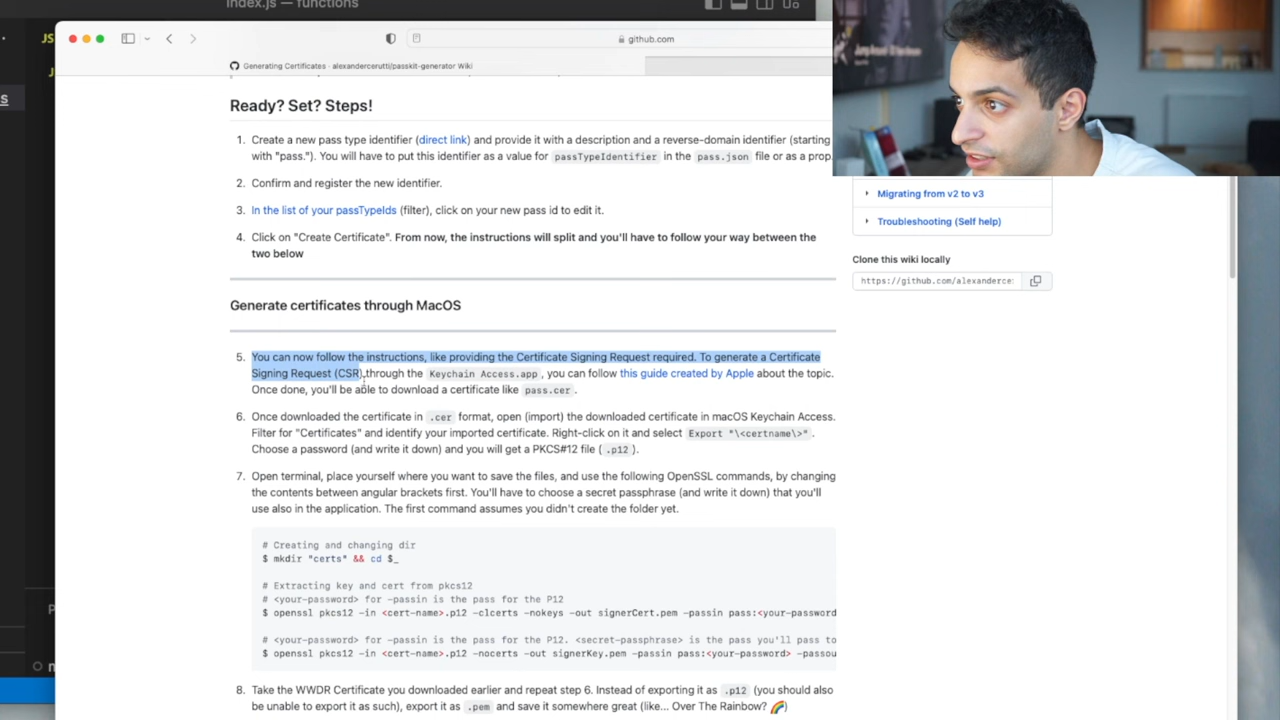 index.js — functions
JS
github.com
Generating Certificates · alexandercerutti/passkit-generator Wiki
Ready? Set? Steps!
1. Create a new pass type identifier (direct link) and provide it with a description and a reverse-domain identifier (starting
with "pass."). You will have to put this identifier as a value for passTypeIdentifier in the pass.json file or as a prop.
2. Confirm and register the new identifier.
3. In the list of your passTypeIds (filter), click on your new pass id to edit it.
4. Click on "Create Certificate". From now, the instructions will split and you'll have to follow your way between the
two below
Migrating from v2 to v3
Troubleshooting (Self help)
Clone this wiki locally
https://github.com/alexanderce
Generate certificates through MacOS
5. You can now follow the instructions, like providing the Certificate Signing Request required. To generate a Certificate
Signing Request (CSR) through the Keychain Access.app, you can follow this guide created by Apple about the topic.
Once done, you'll be able to download a certificate like pass.cer.
6. Once downloaded the certificate in .cer format, open (import) the downloaded certificate in macOS Keychain Access.
Filter for "Certificates" and identify your imported certificate. Right-click on it and select Export "\<certname\>".
Choose a password (and write it down) and you will get a PKCS#12 file (.p12).
7. Open terminal, place yourself where you want to save the files, and use the following OpenSSL commands, by changing
the contents between angular brackets first. You'll have to choose a secret passphrase (and write it down) that you'll
use also in the application. The first command assumes you didn't create the folder yet.
# Creating and changing dir
$ mkdir "certs" && cd $_
# Extracting key and cert from pkcs12
# <your-password> for -passin is the pass for the P12
$ openssl pkcs12 -in <cert-name>.p12 -clcerts -nokeys -out signerCert.pem -passin pass:<your-password
# <your-password> for -passin is the pass for the P12. <secret-passphrase> is the pass you'll pass to
$ openssl pkcs12 -in <cert-name>.p12 -nocerts -out signerKey.pem -passin pass:<your-password> -passou
8. Take the WWDR Certificate you downloaded earlier and repeat step 6. Instead of exporting it as .p12 (you should also
be unable to export it as such), export it as .pem and save it somewhere great (like... Over The Rainbow? 🌈)